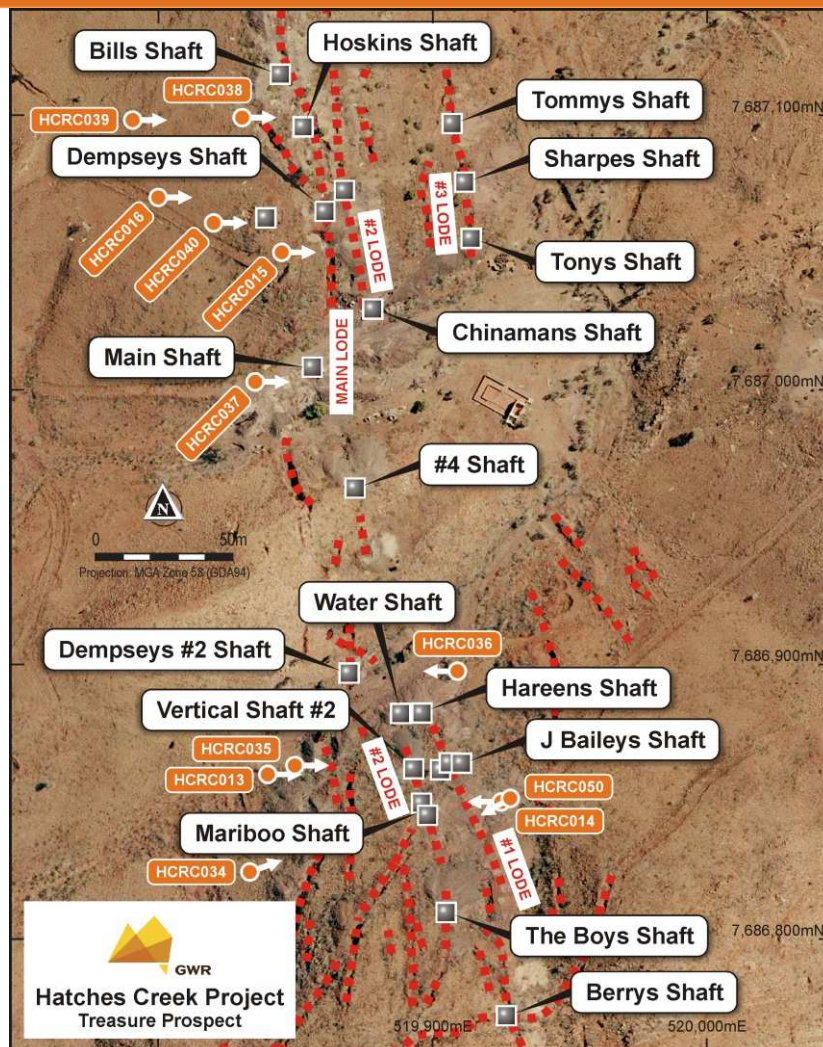 Bills Shaft
Hoskins Shaft
HCRC039
HCRC038
7,687,100mN
Tommys Shaft
Dempseys Shaft
Sharpes Shaft
#3 LODE
HCRC016
HCRC040
HCRC015
#2 LODE
Tonys Shaft
Chinamans Shaft
Main Shaft
MAIN LODE
HCRC037
7,687,000mN
#4 Shaft
N
0 50m
Projection: MGA Zone 53 (GDA94)
Water Shaft
Dempseys #2 Shaft
HCRC036
7,686,900mN
Hareens Shaft
Vertical Shaft #2
HCRC035
J Baileys Shaft
HCRC013
#2 LODE
HCRC050
HCRC014
Mariboo Shaft
#1 LODE
HCRC034
GWR
The Boys Shaft
7,686,800mN
Hatches Creek Project
Treasure Prospect
Berrys Shaft
519,900mE
520,000mE